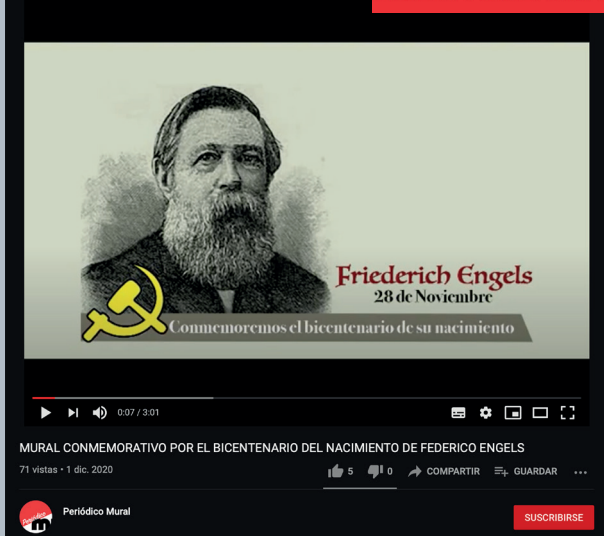 Friederich Engels
28 de Noviembre
Conmemoremos el bicentenario de su nacimiento
0:07 / 3:01
MURAL CONMEMORATIVO POR EL BICENTENARIO DEL NACIMIENTO DE FEDERICO ENGELS
71 vistas • 1 dic. 2020
5 0 COMPARTIR GUARDAR
Periódico
m
Periódico Mural
SUSCRIBIRSE